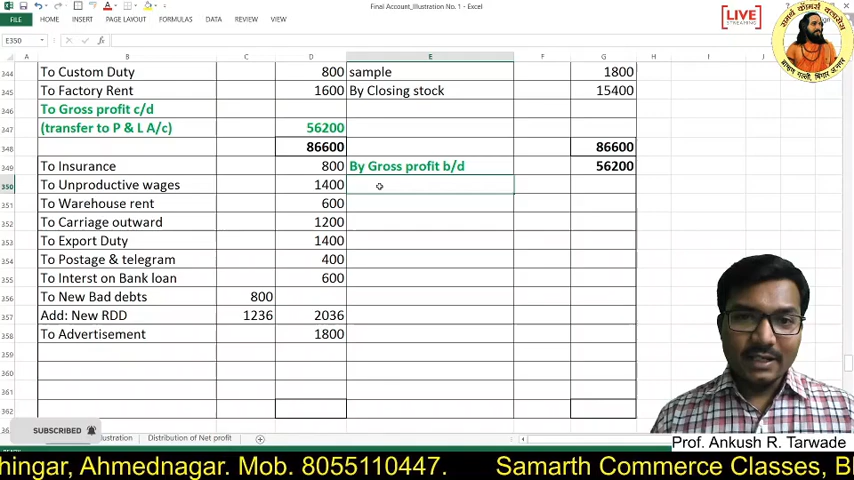 Final Account_Illustration No. 1 - Excel
FILE HOME INSERT PAGE LAYOUT FORMULAS DATA REVIEW VIEW
LIVE
STREAMING
E350 fx
A B C D E F G H I J
344 To Custom Duty 800 sample 1800
345 To Factory Rent 1600 By Closing stock 15400
346 To Gross profit c/d
347 (transfer to P & L A/c) 56200
348 86600 86600
349 To Insurance 800 By Gross profit b/d 56200
350 To Unproductive wages 1400
351 To Warehouse rent 600
352 To Carriage outward 1200
353 To Export Duty 1400
354 To Postage & telegram 400
355 To Interst on Bank loan 600
356 To New Bad debts 800
357 Add: New RDD 1236 2036
358 To Advertisement 1800
359
360
361
362
SUBSCRIBED
Distribution of Net profit
Prof. Ankush R. Tarwade
hingar, Ahmednagar. Mob. 8055110447. Samarth Commerce Classes, B